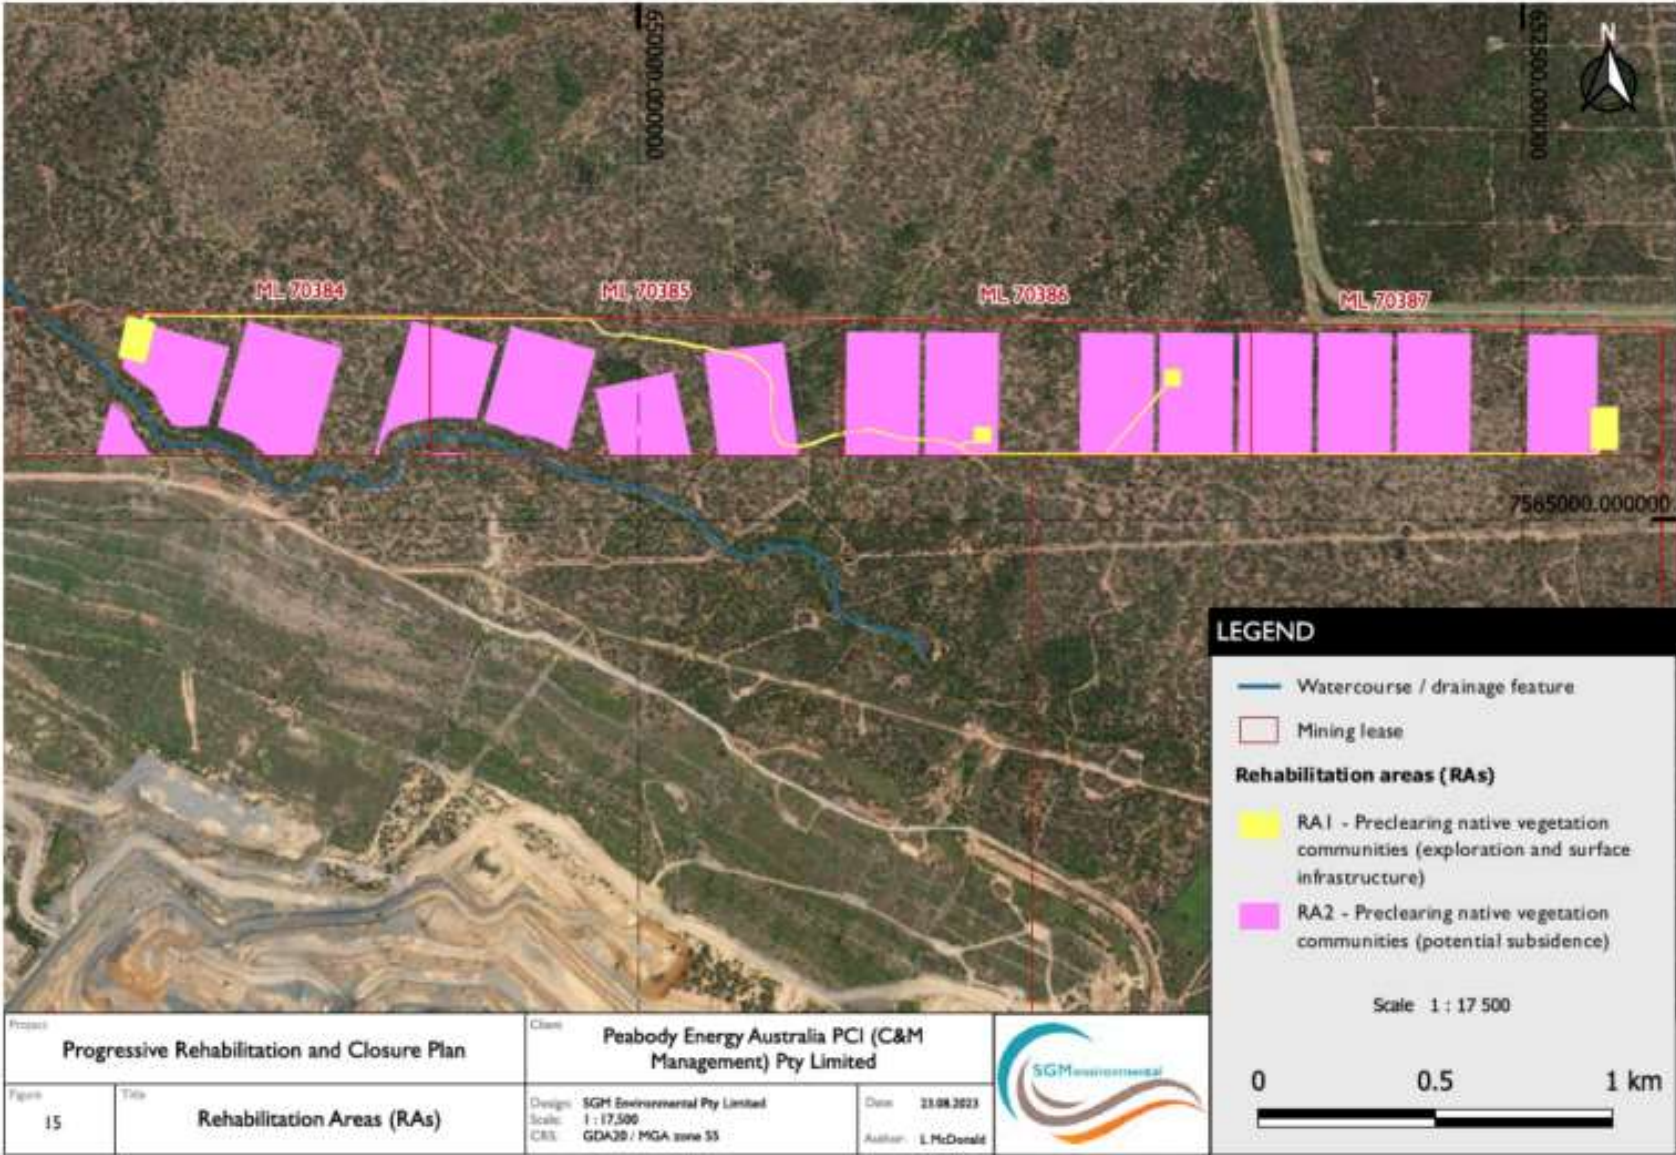 650000.000000
652500.000000
N
ML 70384
ML 70385
ML 70386
ML 70387
7585000.000000
LEGEND
Watercourse / drainage feature
Mining lease
Rehabilitation areas (RAs)
RA1 - Preclearing native vegetation
communities (exploration and surface
infrastructure)
RA2 - Preclearing native vegetation
communities (potential subsidence)
Scale 1 : 17 500
0 0.5 1 km
Project
Progressive Rehabilitation and Closure Plan
Client
Peabody Energy Australia PCI (C&M
Management) Pty Limited
SGM environmental
Figure
15
Title
Rehabilitation Areas (RAs)
Design: SGM Environmental Pty Limited
Scale: 1 : 17,500
CRS: GDA20 / MGA zone 55
Date 23.08.2023
Author: L McDonald